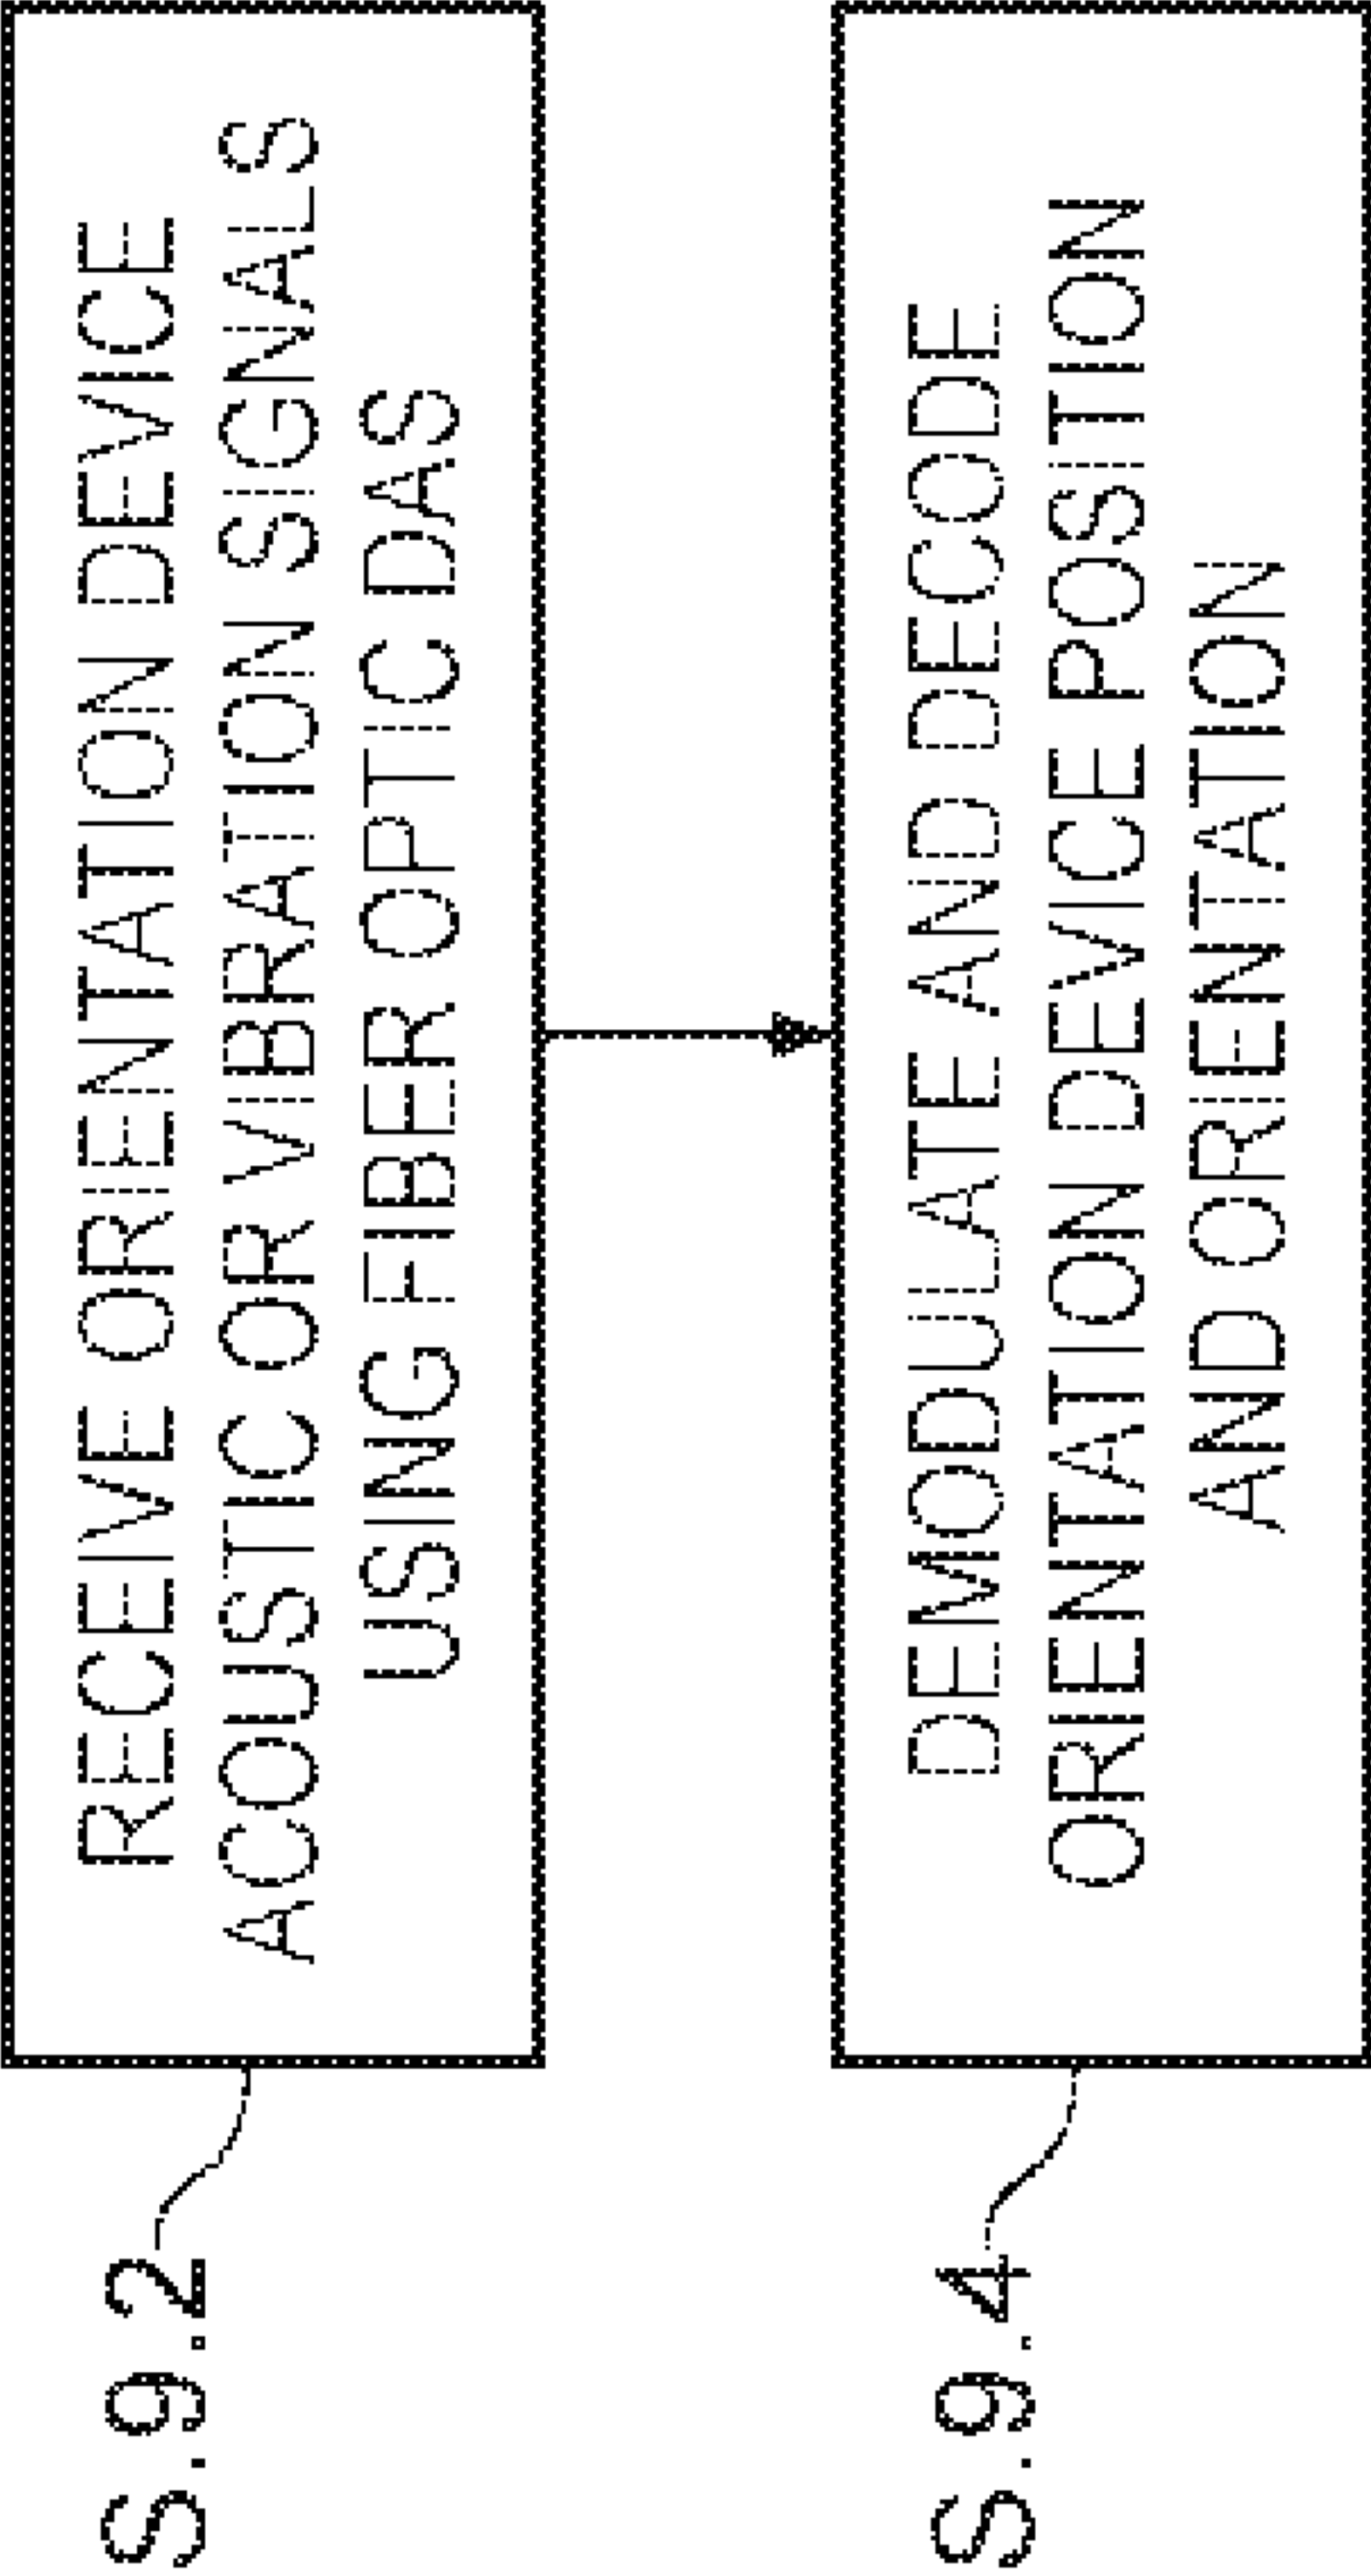 S.9.2
RECEIVE ORIENTATION DEVICE
ACOUSTIC OR VIBRATION SIGNALS
USING FIBER OPTIC DAS
S.9.4
DEMODULATE AND DECODE
ORIENTATION DEVICE POSITION
AND ORIENTATION